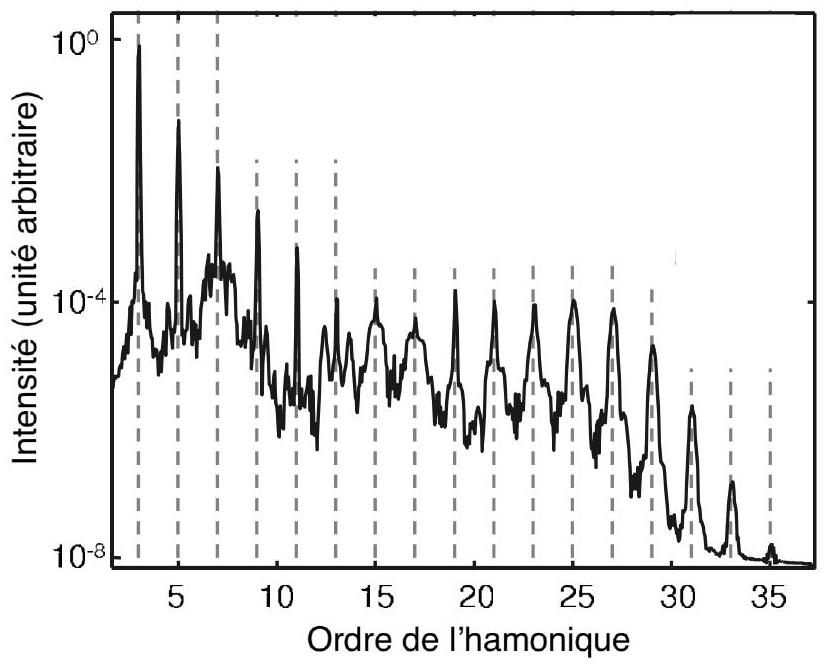 Intensité (unité arbitraire)
10⁰
10⁻⁴
10⁻⁸
5 10 15 20 25 30 35
Ordre de l'hamonique